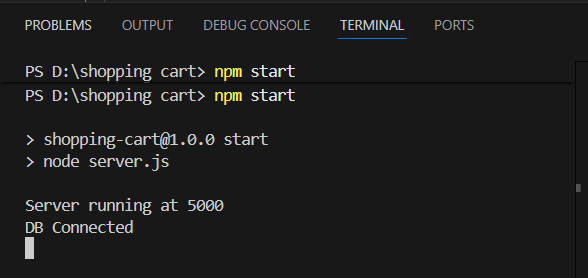 PROBLEMS OUTPUT DEBUG CONSOLE TERMINAL PORTS
PS D:\shopping cart> npm start
PS D:\shopping cart> npm start
> shopping-cart@1.0.0 start
> node server.js
Server running at 5000
DB Connected